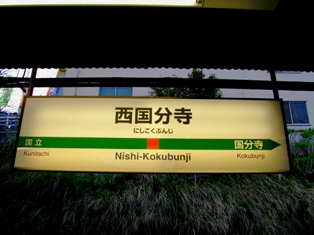 西国分寺
にしこくぶんじ
国立
国分寺
Kunitachi
Nishi-Kokubunji
Kokubunji